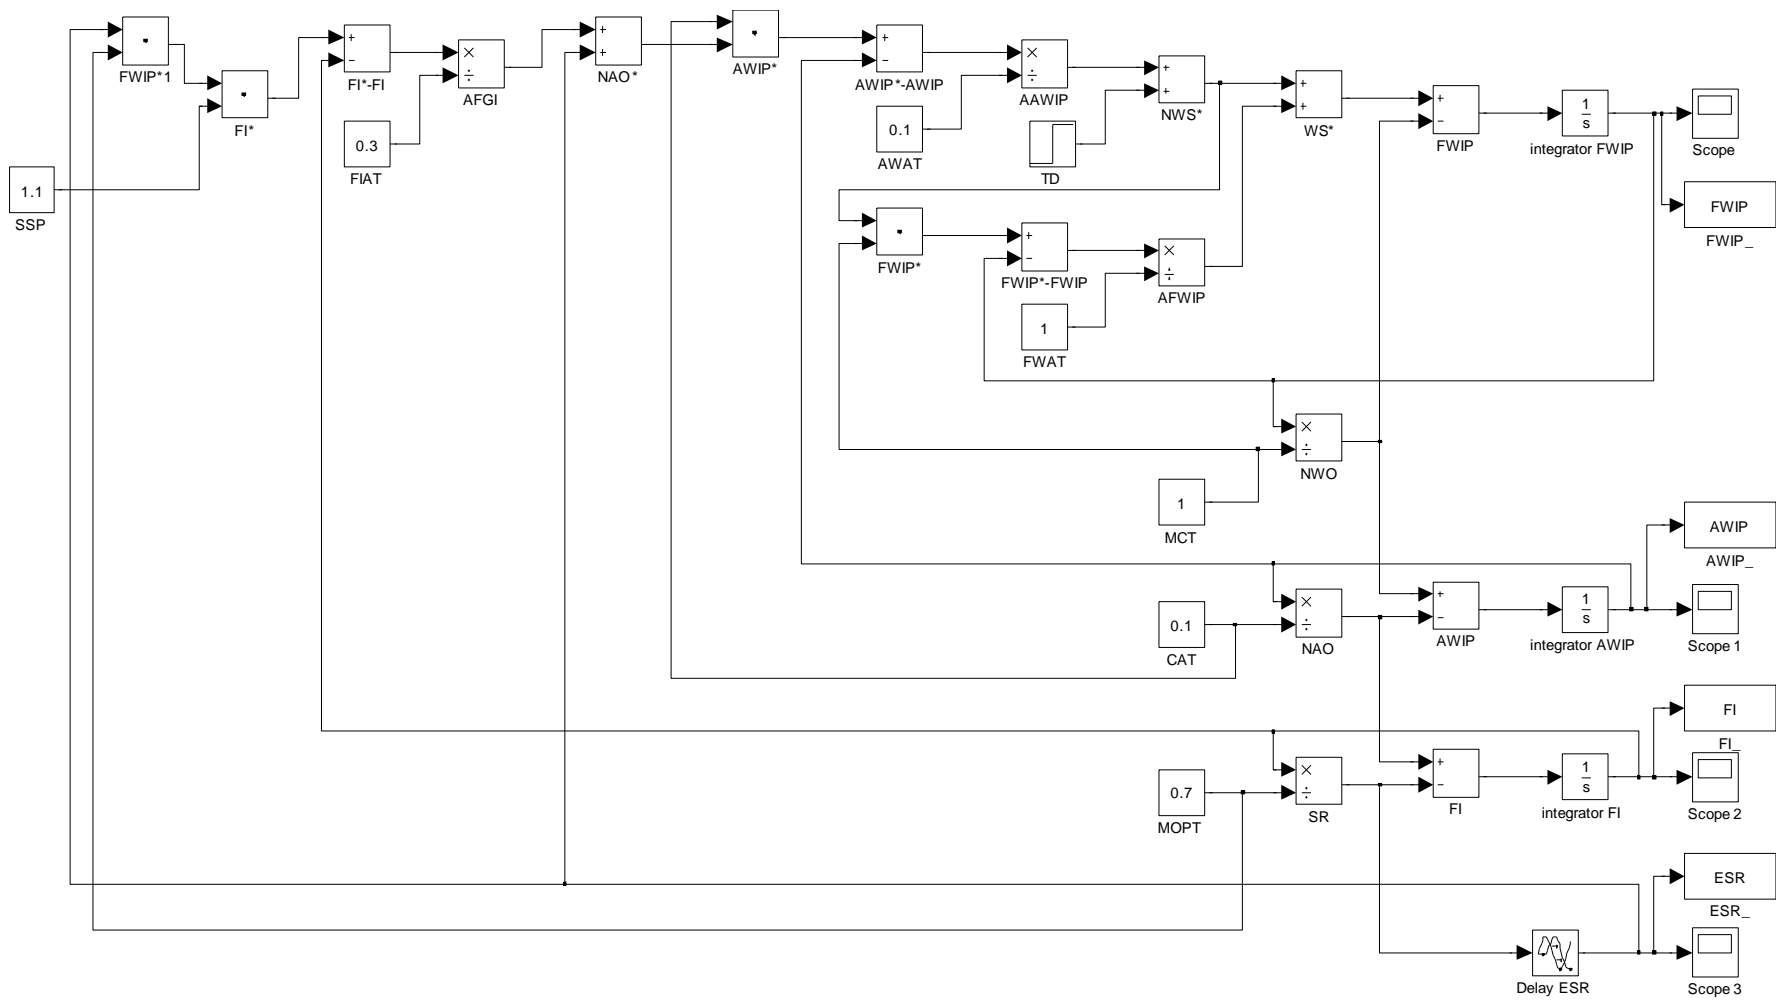 FWIP*1
1.1
SSP
FI*
+
−
FI*-FI
0.3
FIAT
×
÷
AFGI
+
+
NAO*
AWIP*
+
−
AWIP*-AWIP
0.1
AWAT
×
÷
AAWIP
TD
+
+
NWS*
+
+
WS*
+
−
FWIP
1
s
integrator FWIP
Scope
FWIP
FWIP_
FWIP*
+
−
FWIP*-FWIP
1
FWAT
×
÷
AFWIP
×
÷
NWO
1
MCT
AWIP
AWIP_
0.1
CAT
×
÷
NAO
+
−
AWIP
1
s
integrator AWIP
Scope 1
FI
FI_
0.7
MOPT
×
÷
SR
+
−
FI
1
s
integrator FI
Scope 2
ESR
ESR_
Delay ESR
Scope 3